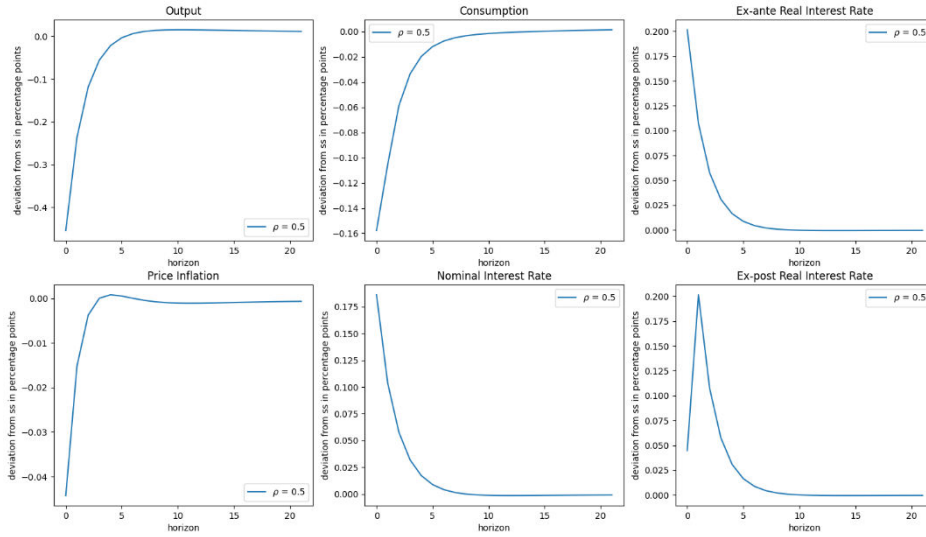 Output
Consumption
Ex-ante Real Interest Rate
deviation from ss in percentage points
0.0
−0.1
−0.2
−0.3
−0.4
ρ = 0.5
0 5 10 15 20
horizon
deviation from ss in percentage points
0.00
−0.02
−0.04
−0.06
−0.08
−0.10
−0.12
−0.14
−0.16
ρ = 0.5
0 5 10 15 20
horizon
deviation from ss in percentage points
0.200
0.175
0.150
0.125
0.100
0.075
0.050
0.025
0.000
ρ = 0.5
0 5 10 15 20
horizon
Price Inflation
Nominal Interest Rate
Ex-post Real Interest Rate
deviation from ss in percentage points
0.00
−0.01
−0.02
−0.03
−0.04
ρ = 0.5
0 5 10 15 20
horizon
deviation from ss in percentage points
0.175
0.150
0.125
0.100
0.075
0.050
0.025
0.000
ρ = 0.5
0 5 10 15 20
horizon
deviation from ss in percentage points
0.200
0.175
0.150
0.125
0.100
0.075
0.050
0.025
0.000
ρ = 0.5
0 5 10 15 20
horizon